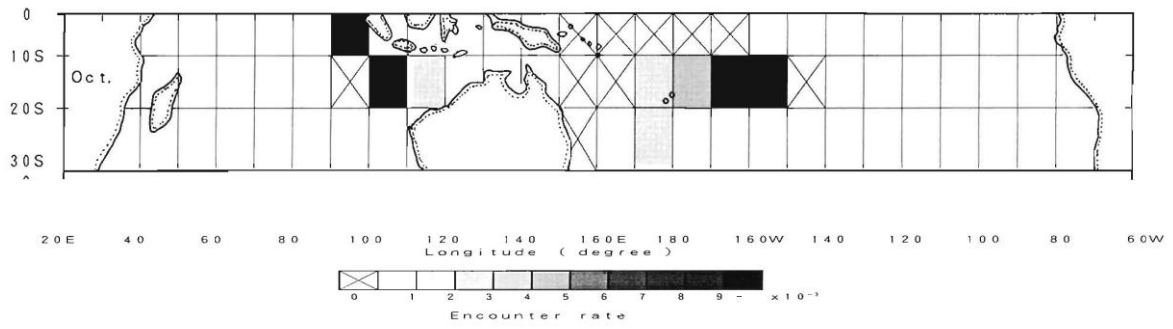 0
10S
Oct.
20S
30S
20E 40 60 80 100 120 140 160E 180 160W 140 120 100 80 60W
Longitude ( degree )
0 1 2 3 4 5 6 7 8 9 - x 10⁻³
Encounter rate